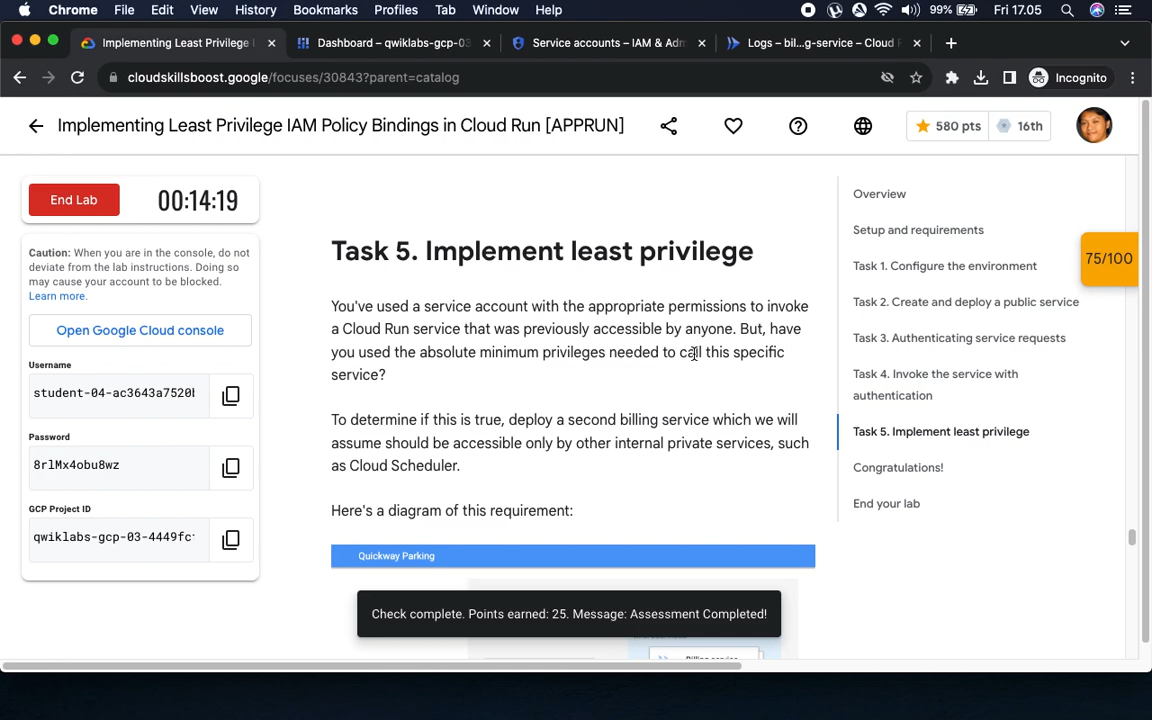 Chrome File Edit View History Bookmarks Profiles Tab Window Help 99% Fri 17.05
Implementing Least Privilege
Dashboard – qwiklabs-gcp-03
Service accounts – IAM & Adm
Logs – bil...g-service – Cloud
cloudskillsboost.google/focuses/30843?parent=catalog
Incognito
Implementing Least Privilege IAM Policy Bindings in Cloud Run [APPRUN]
580 pts
16th
End Lab
00:14:19
Caution: When you are in the console, do not
deviate from the lab instructions. Doing so
may cause your account to be blocked.
Learn more.
Open Google Cloud console
Username
student-04-ac3643a7520
Password
8rlMx4obu8wz
GCP Project ID
qwiklabs-gcp-03-4449fc
Task 5. Implement least privilege
You've used a service account with the appropriate permissions to invoke
a Cloud Run service that was previously accessible by anyone. But, have
you used the absolute minimum privileges needed to call this specific
service?
To determine if this is true, deploy a second billing service which we will
assume should be accessible only by other internal private services, such
as Cloud Scheduler.
Here's a diagram of this requirement:
Quickway Parking
Billing service
Check complete. Points earned: 25. Message: Assessment Completed!
Overview
Setup and requirements
Task 1. Configure the environment
Task 2. Create and deploy a public service
Task 3. Authenticating service requests
Task 4. Invoke the service with
authentication
Task 5. Implement least privilege
Congratulations!
End your lab
75/100